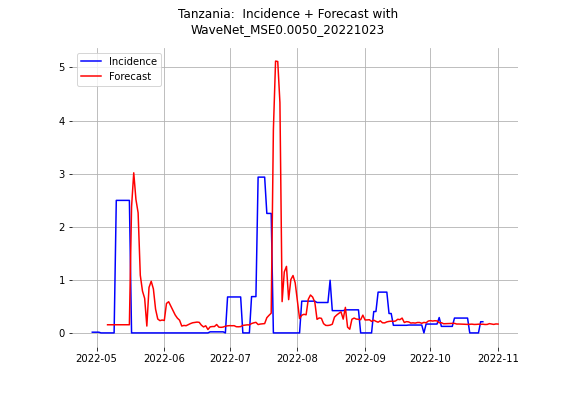 Tanzania:  Incidence + Forecast with
WaveNet_MSE0.0050_20221023
Incidence
Forecast
5
4
3
2
1
0
2022-05 2022-06 2022-07 2022-08 2022-09 2022-10 2022-11